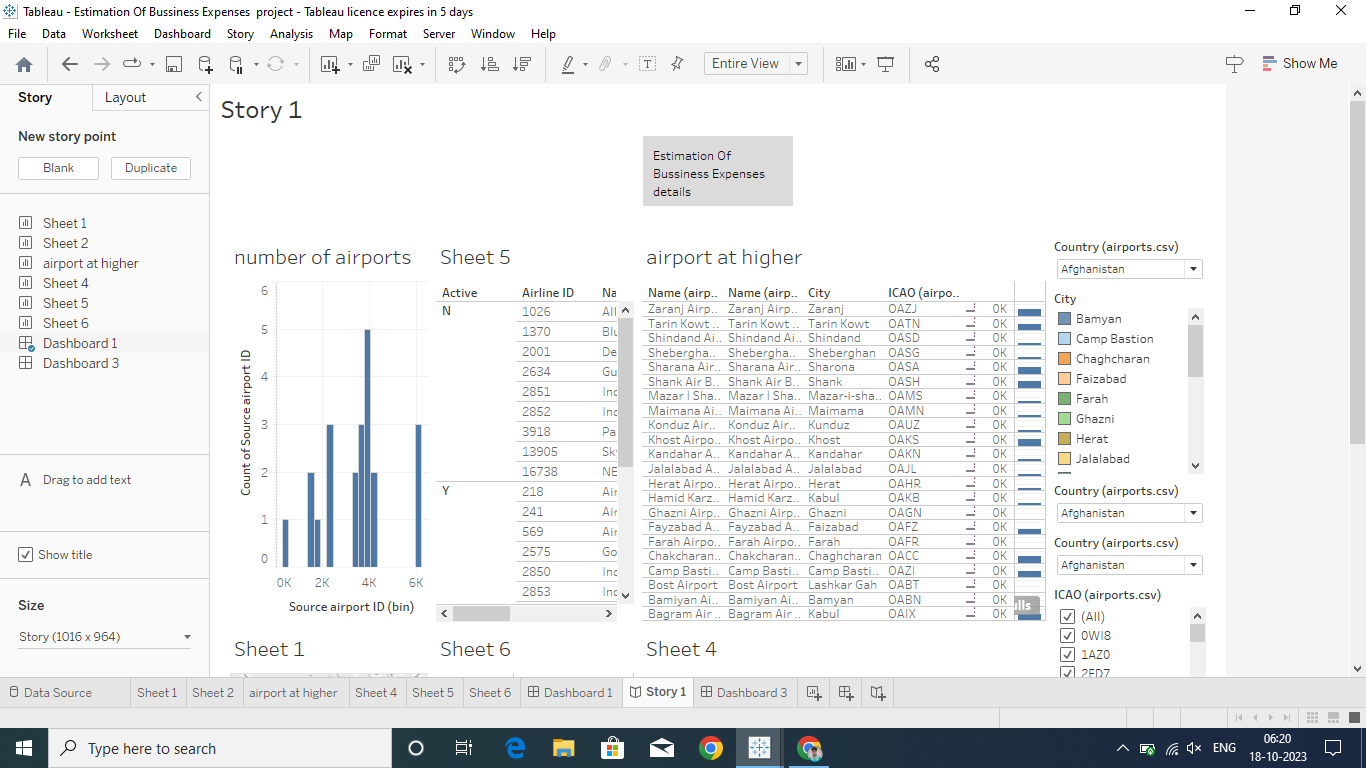 Tableau - Estimation Of Bussiness Expenses project - Tableau licence expires in 5 days
File Data Worksheet Dashboard Story Analysis Map Format Server Window Help
Entire View
Show Me
Story Layout
New story point
Blank Duplicate
Sheet 1
Sheet 2
airport at higher
Sheet 4
Sheet 5
Sheet 6
Dashboard 1
Dashboard 3
A Drag to add text
Show title
Size
Story (1016 x 964)
Story 1
Estimation Of
Bussiness Expenses
details
number of airports
Count of Source airport ID
6
5
4
3
2
1
0
0K 2K 4K 6K
Source airport ID (bin)
Sheet 5
Active Airline ID Na
N 1026 All
1370 Blu
2001 De
2634 Gu
2851 Inc
2852 Inc
3918 Pa
13905 Sky
16738 NE
Y 218 Air
241 Air
569 Air
2575 Go
2850 Inc
2853 Inc
airport at higher
Name (airp.. Name (airp.. City ICAO (airpo..
Zaranj Airp.. Zaranj Airp.. Zaranj OAZJ 0K
Tarin Kowt .. Tarin Kowt .. Tarin Kowt OATN 0K
Shindand Ai.. Shindand Ai.. Shindand OASD 0K
Shebergha.. Shebergha.. Sheberghan OASG 0K
Sharana Air.. Sharana Air.. Sharona OASA 0K
Shank Air B.. Shank Air B.. Shank OASH 0K
Mazar I Sha.. Mazar I Sha.. Mazar-i-sha.. OAMS 0K
Maimana Ai.. Maimana Ai.. Maimama OAMN 0K
Konduz Air.. Konduz Air.. Kunduz OAUZ 0K
Khost Airpo.. Khost Airpo.. Khost OAKS 0K
Kandahar A.. Kandahar A.. Kandahar OAKN 0K
Jalalabad A.. Jalalabad A.. Jalalabad OAJL 0K
Herat Airpo.. Herat Airpo.. Herat OAHR 0K
Hamid Karz.. Hamid Karz.. Kabul OAKB 0K
Ghazni Airp.. Ghazni Airp.. Ghazni OAGN 0K
Fayzabad A.. Fayzabad A.. Faizabad OAFZ 0K
Farah Airpo.. Farah Airpo.. Farah OAFR 0K
Chakcharan.. Chakcharan.. Chaghcharan OACC 0K
Camp Basti.. Camp Basti.. Camp Basti.. OAZI 0K
Bost Airport Bost Airport Lashkar Gah OABT 0K
Bamiyan Ai.. Bamiyan Ai.. Bamyan OABN 0K
Bagram Air .. Bagram Air .. Kabul OAIX 0K
Country (airports.csv)
Afghanistan
City
Bamyan
Camp Bastion
Chaghcharan
Faizabad
Farah
Ghazni
Herat
Jalalabad
Country (airports.csv)
Afghanistan
Country (airports.csv)
Afghanistan
ICAO (airports.csv)
(All)
0WI8
1AZ0
2FD7
Sheet 1 Sheet 6 Sheet 4
Data Source Sheet 1 Sheet 2 airport at higher Sheet 4 Sheet 5 Sheet 6 Dashboard 1 Story 1 Dashboard 3
Type here to search
ENG
06:20
18-10-2023